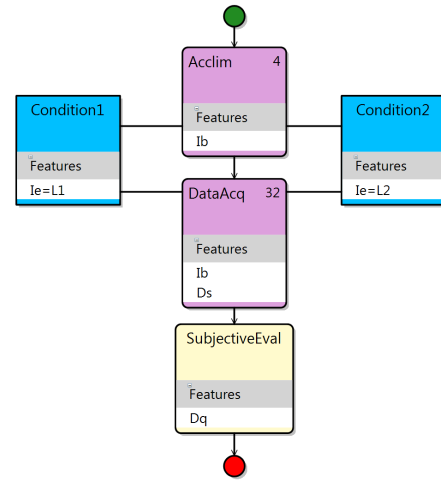 Acclim 4
Features
Ib
Condition1
Features
Ie=L1
Condition2
Features
Ie=L2
DataAcq 32
Features
Ib
Ds
SubjectiveEval
Features
Dq